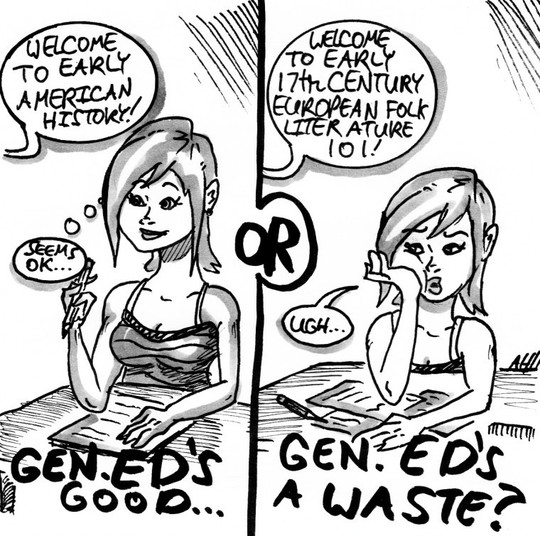 WELCOME
TO EARLY
AMERICAN
HISTORY!
SEEMS
OK...
GEN. ED'S
GOOD...
OR
WELCOME
TO EARLY
17th CENTURY
EUROPEAN FOLK
LITERATURE
101!
UGH...
GEN. ED'S
A WASTE?